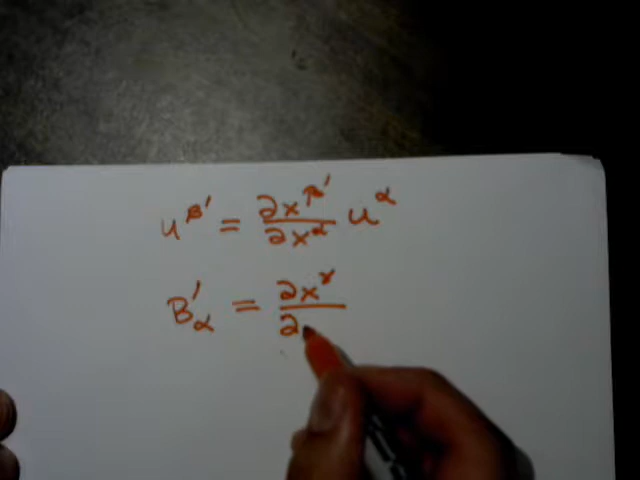 u^β' = ∂x^β'/∂x^α u^α
B'_α = ∂x^γ/∂